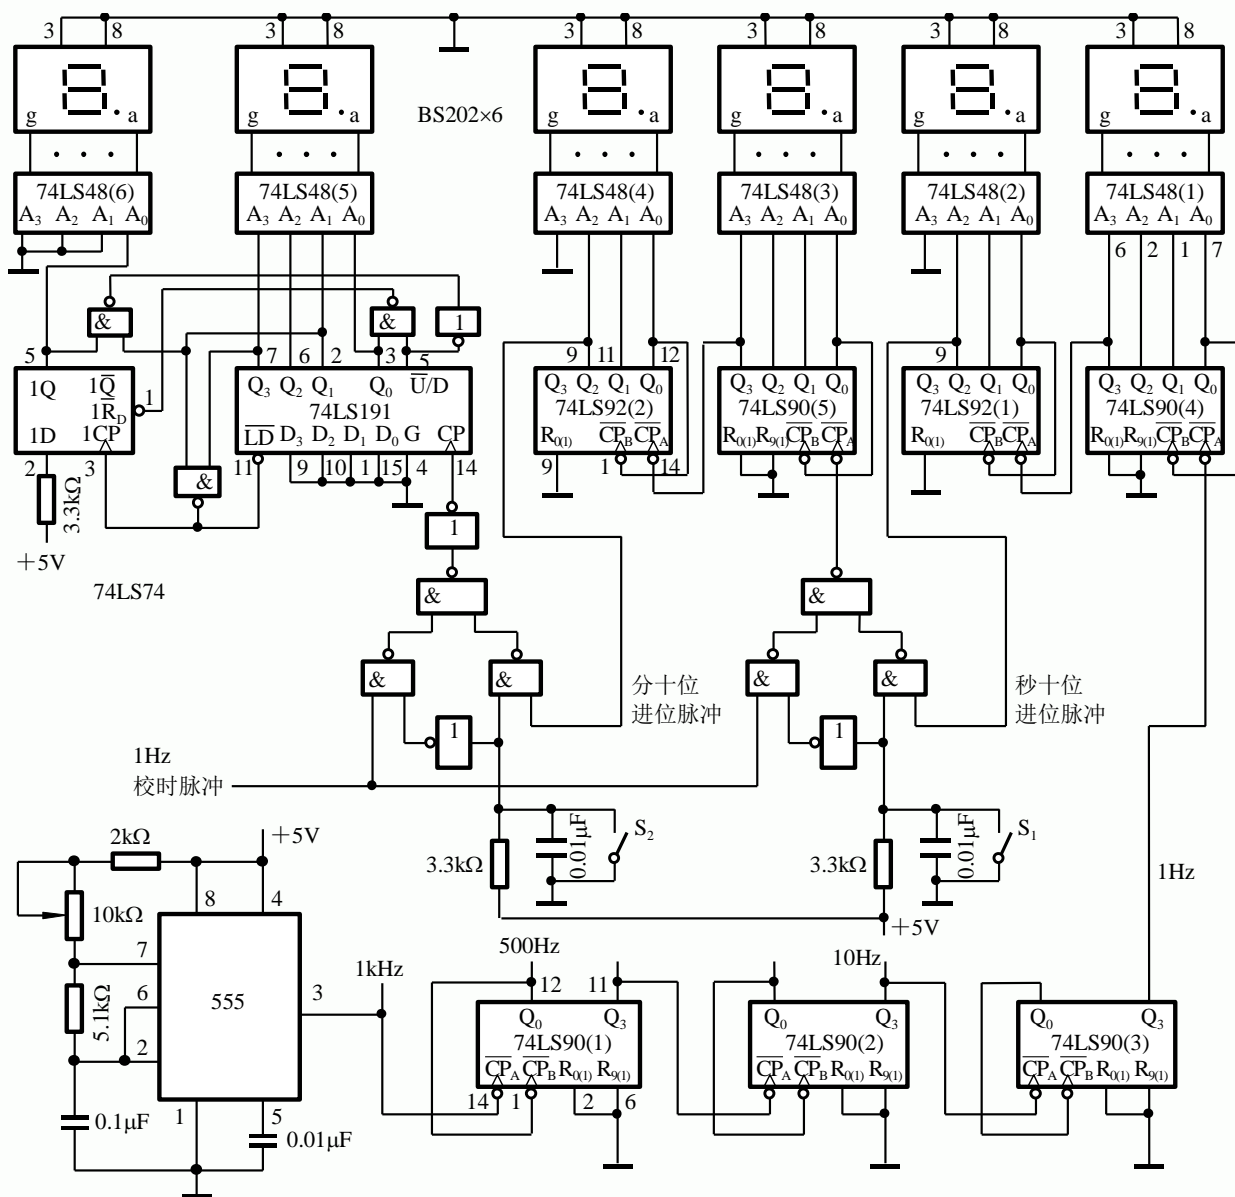 3 8 3 8 3 8 3 8 3 8 3 8
g a g a BS202×6 g a g a g a g a
74LS48(6) 74LS48(5) 74LS48(4) 74LS48(3) 74LS48(2) 74LS48(1)
A₃ A₂ A₁ A₀ A₃ A₂ A₁ A₀ A₃ A₂ A₁ A₀ A₃ A₂ A₁ A₀ A₃ A₂ A₁ A₀ A₃ A₂ A₁ A₀
6 2 1 7
& & 1
5 7 6 2 3 5 9 11 12 9
1Q 1Q̅ 1 Q₃ Q₂ Q₁ Q₀ U̅/D Q₃ Q₂ Q₁ Q₀ Q₃ Q₂ Q₁ Q₀ Q₃ Q₂ Q₁ Q₀ Q₃ Q₂ Q₁ Q₀
1R̅D 74LS191 74LS92(2) 74LS90(5) 74LS92(1) 74LS90(4)
1D 1CP L̅D̅ D₃ D₂ D₁ D₀ G CP R₀₍₁₎ C̅P̅B C̅P̅A R₀₍₁₎ R₉₍₁₎ C̅P̅B C̅P̅A R₀₍₁₎ C̅P̅B C̅P̅A R₀₍₁₎ R₉₍₁₎ C̅P̅B C̅P̅A
2 3 11 9 10 1 15 4 14 9 1 14
3.3kΩ &
+5V 1
74LS74 & &
& & 分十位 & & 秒十位
进位脉冲 进位脉冲
1 1
1Hz
校时脉冲
3.3kΩ 0.01μF S₂ 3.3kΩ 0.01μF S₁
1Hz
2kΩ +5V
8 4
10kΩ +5V
7 500Hz 10Hz
5.1kΩ 6 555 3 1kHz 12 11
2 Q₀ Q₃ Q₀ Q₃ Q₀ Q₃
74LS90(1) 74LS90(2) 74LS90(3)
C̅P̅A C̅P̅B R₀₍₁₎ R₉₍₁₎ C̅P̅A C̅P̅B R₀₍₁₎ R₉₍₁₎ C̅P̅A C̅P̅B R₀₍₁₎ R₉₍₁₎
14 1 2 6
0.1μF 1 5 0.01μF